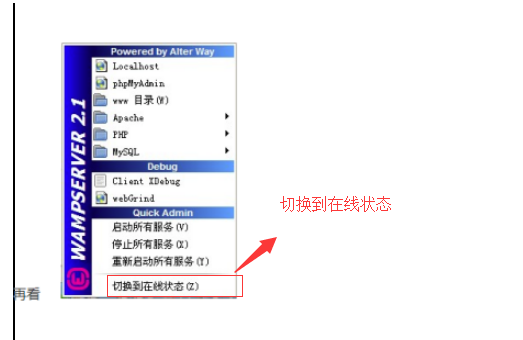 Powered by Alter Way
Localhost
phpMyAdmin
www 目录(W)
Apache
PHP
MySQL
Debug
Client XDebug
webGrind
Quick Admin
启动所有服务(V)
停止所有服务(X)
重新启动所有服务(Y)
切换到在线状态(Z)
WAMPSERVER 2.1
切换到在线状态
再看